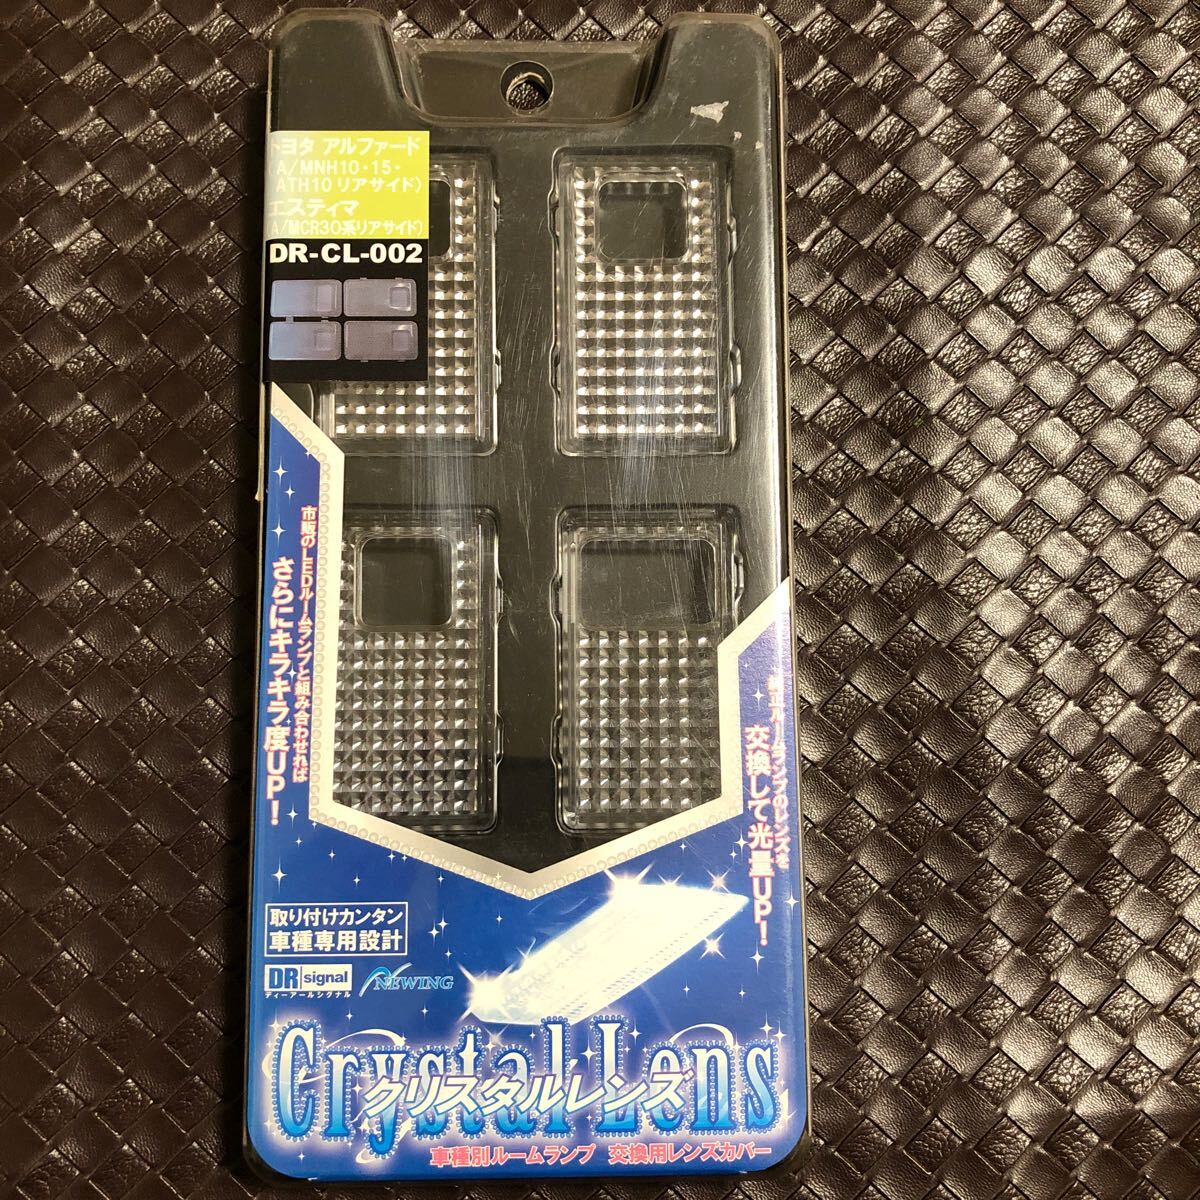 トヨタ アルファード
(A/MNH10・15・
ATH10 リアサイド)
エスティマ
(A/MCR30系リアサイド)
DR-CL-002
市販のLEDルームランプと組み合わせれば
さらにキラキラ度UP!
純正ルームランプのレンズを
交換して光量UP!
取り付けカンタン
車種専用設計
DR signal
ディーアールシグナル
NEWING
Crystal Lens
クリスタルレンズ
車種別ルームランプ 交換用レンズカバー